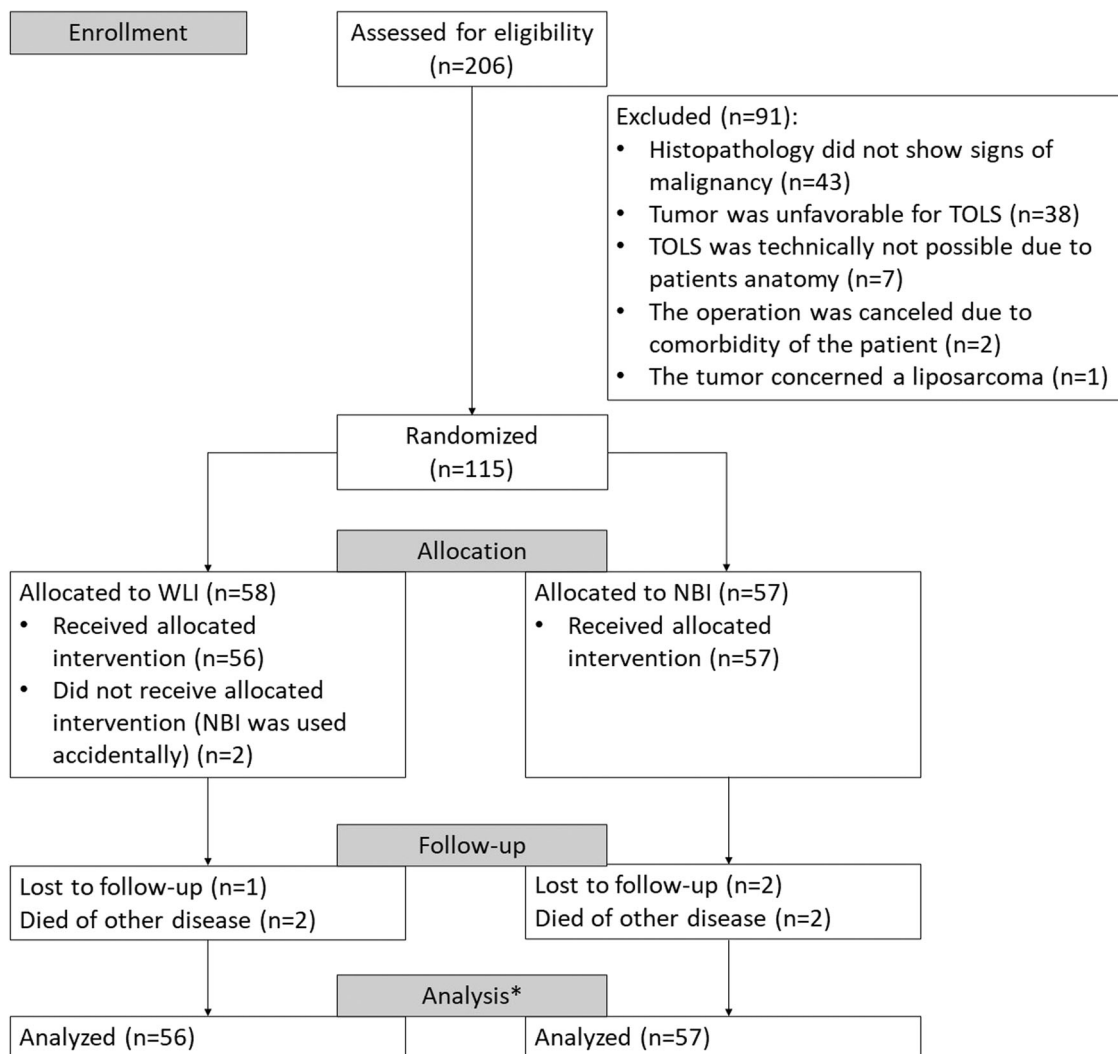 Enrollment
Assessed for eligibility
(n=206)
Excluded (n=91):
• Histopathology did not show signs of
malignancy (n=43)
• Tumor was unfavorable for TOLS (n=38)
• TOLS was technically not possible due to
patients anatomy (n=7)
• The operation was canceled due to
comorbidity of the patient (n=2)
• The tumor concerned a liposarcoma (n=1)
Randomized
(n=115)
Allocation
Allocated to WLI (n=58)
• Received allocated
intervention (n=56)
• Did not receive allocated
intervention (NBI was used
accidentally) (n=2)
Allocated to NBI (n=57)
• Received allocated
intervention (n=57)
Follow-up
Lost to follow-up (n=1)
Died of other disease (n=2)
Lost to follow-up (n=2)
Died of other disease (n=2)
Analysis*
Analyzed (n=56)
Analyzed (n=57)